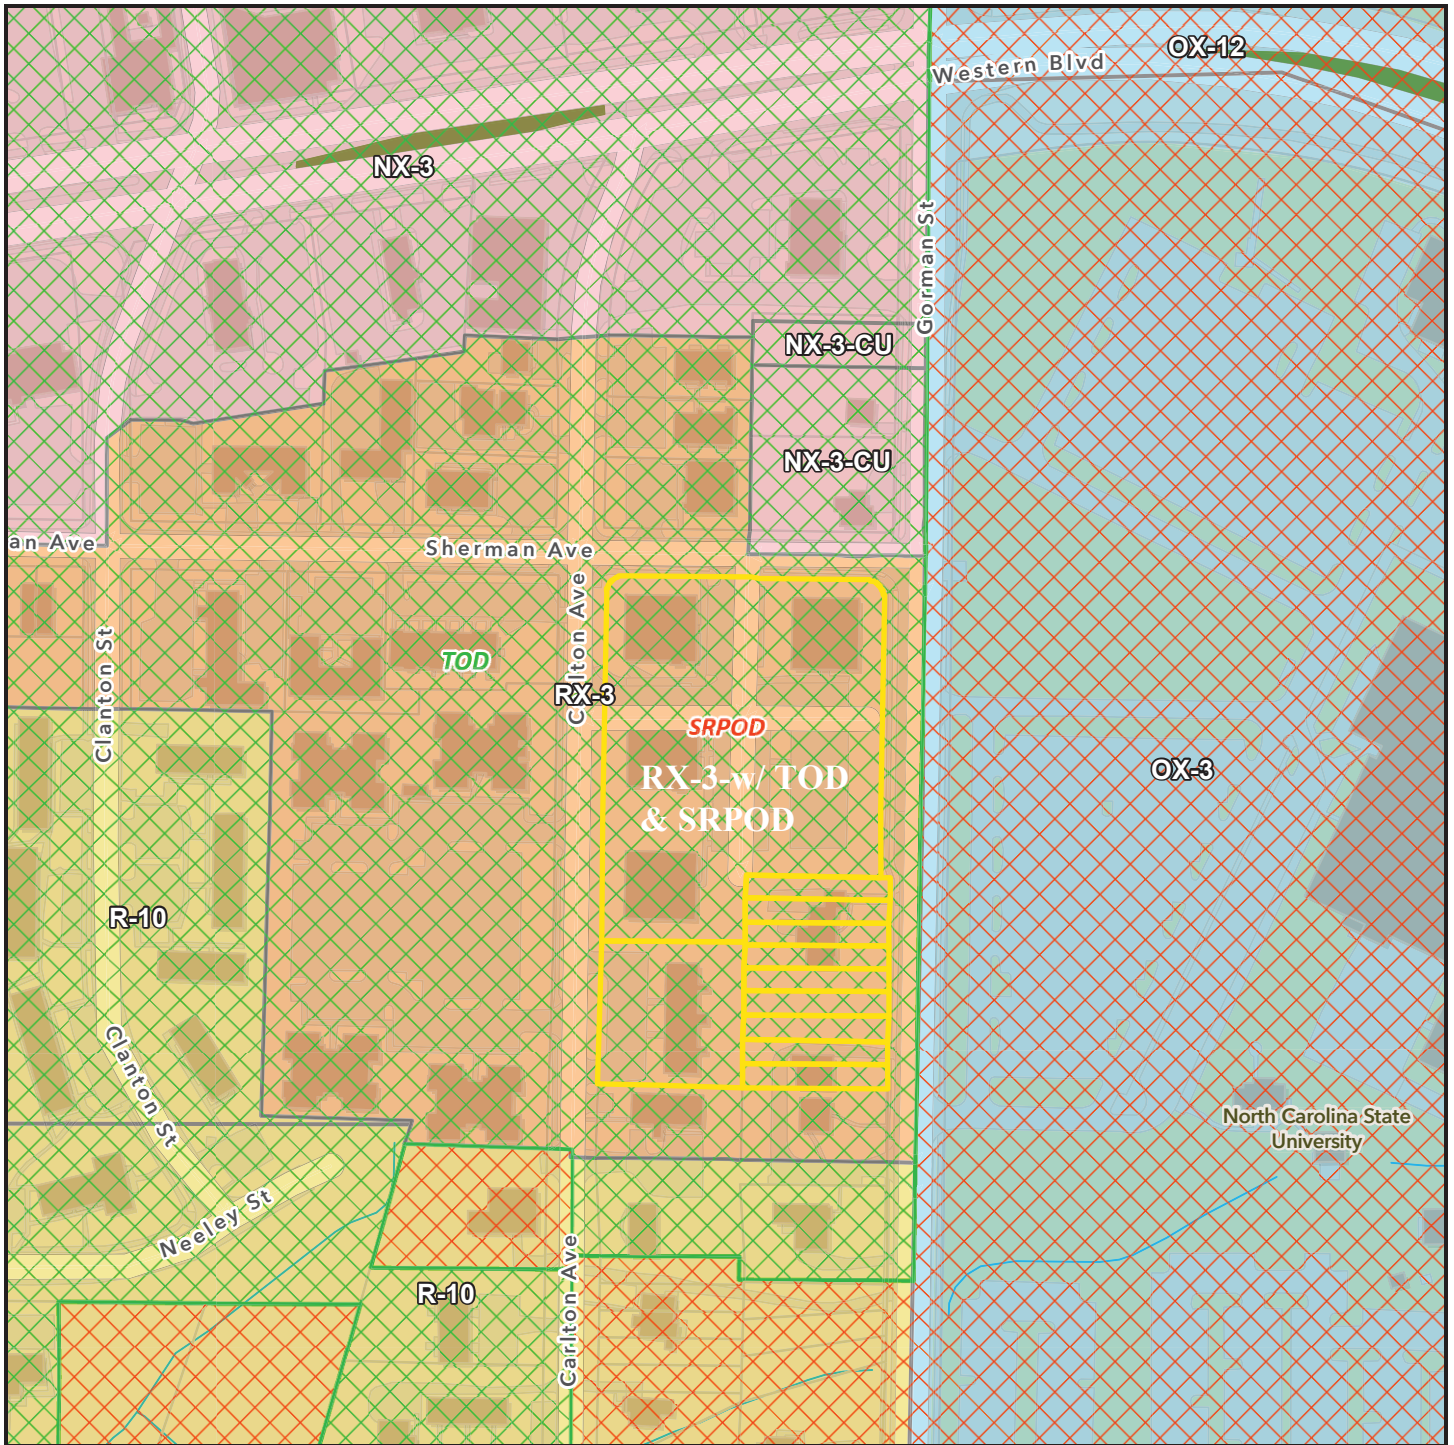 OX-12
Western Blvd
NX-3
Gorman St
NX-3-CU
NX-3-CU
an Ave
Sherman Ave
Carlton Ave
Clanton St
TOD
RX-3
SRPOD
RX-3-w/ TOD
& SRPOD
OX-3
R-10
Clanton St
North Carolina State
University
Neeley St
R-10
Carlton Ave